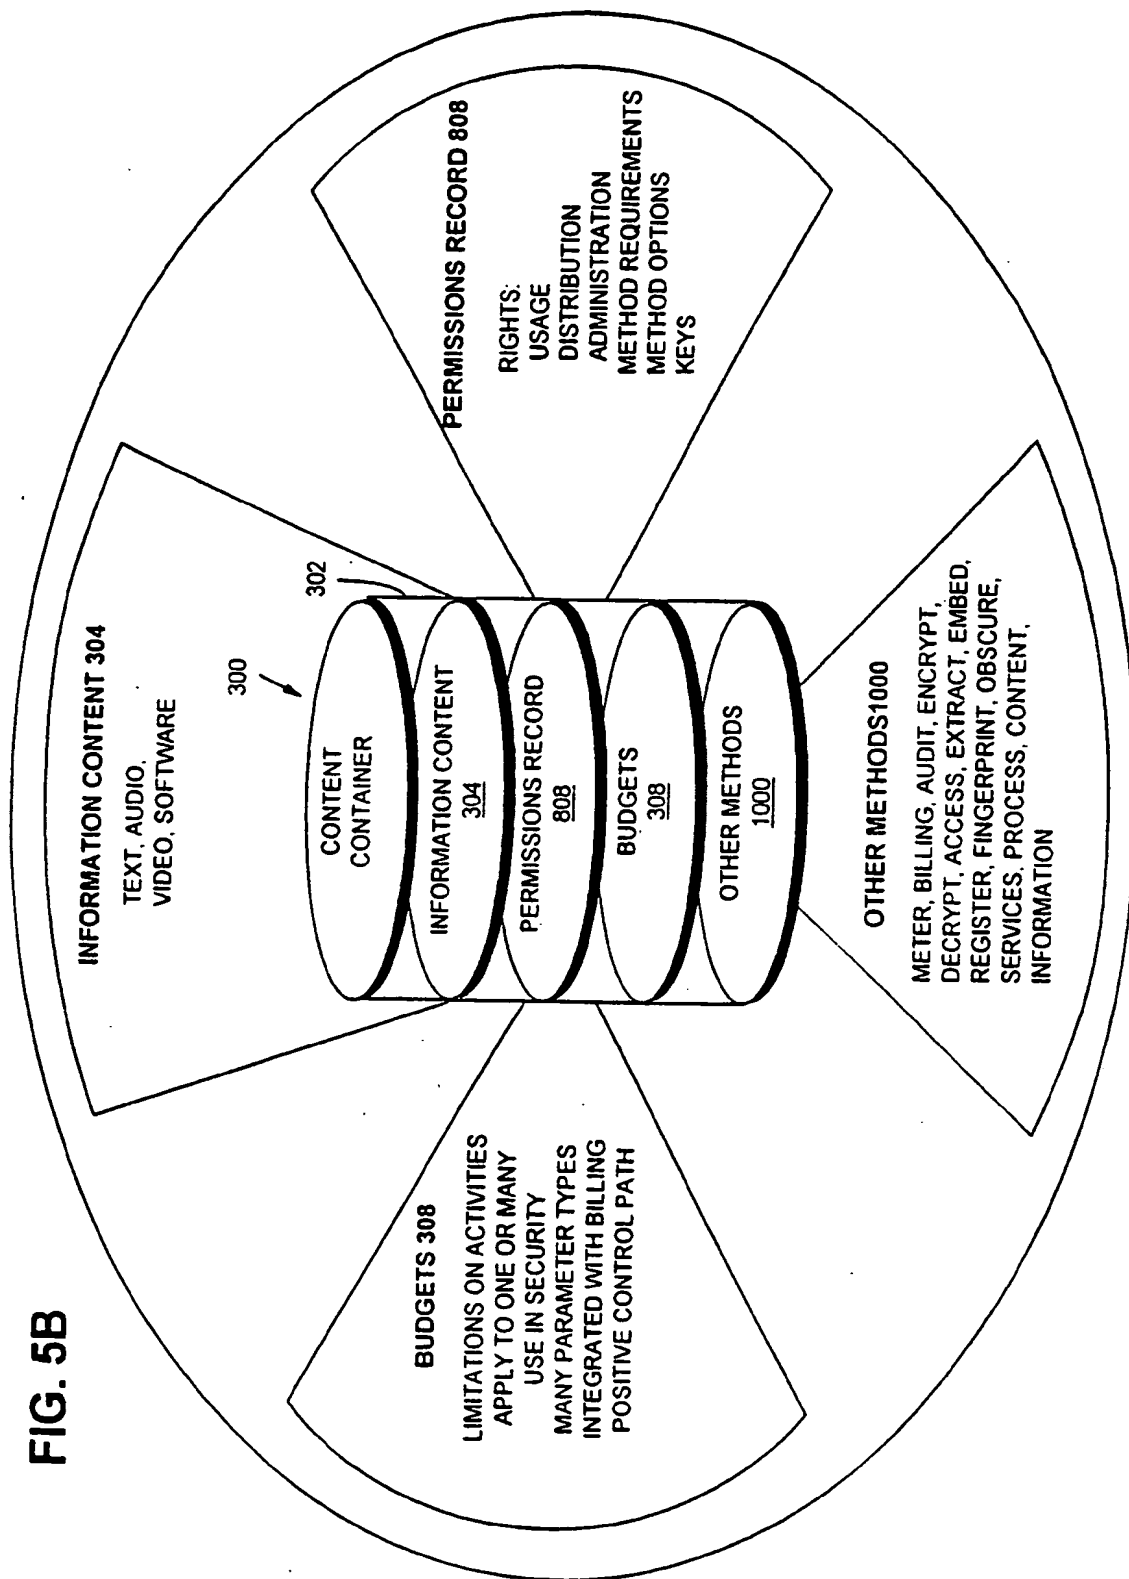 FIG. 5B
INFORMATION CONTENT 304
TEXT, AUDIO,
VIDEO, SOFTWARE
300
302
CONTENT
CONTAINER
INFORMATION CONTENT
304
PERMISSIONS RECORD
808
BUDGETS
308
OTHER METHODS
1000
BUDGETS 308
LIMITATIONS ON ACTIVITIES
APPLY TO ONE OR MANY
USE IN SECURITY
MANY PARAMETER TYPES
INTEGRATED WITH BILLING
POSITIVE CONTROL PATH
PERMISSIONS RECORD 808
RIGHTS:
USAGE
DISTRIBUTION
ADMINISTRATION
METHOD REQUIREMENTS
METHOD OPTIONS
KEYS
OTHER METHODS1000
METER, BILLING, AUDIT, ENCRYPT,
DECRYPT, ACCESS, EXTRACT, EMBED,
REGISTER, FINGERPRINT, OBSCURE,
SERVICES, PROCESS, CONTENT,
INFORMATION